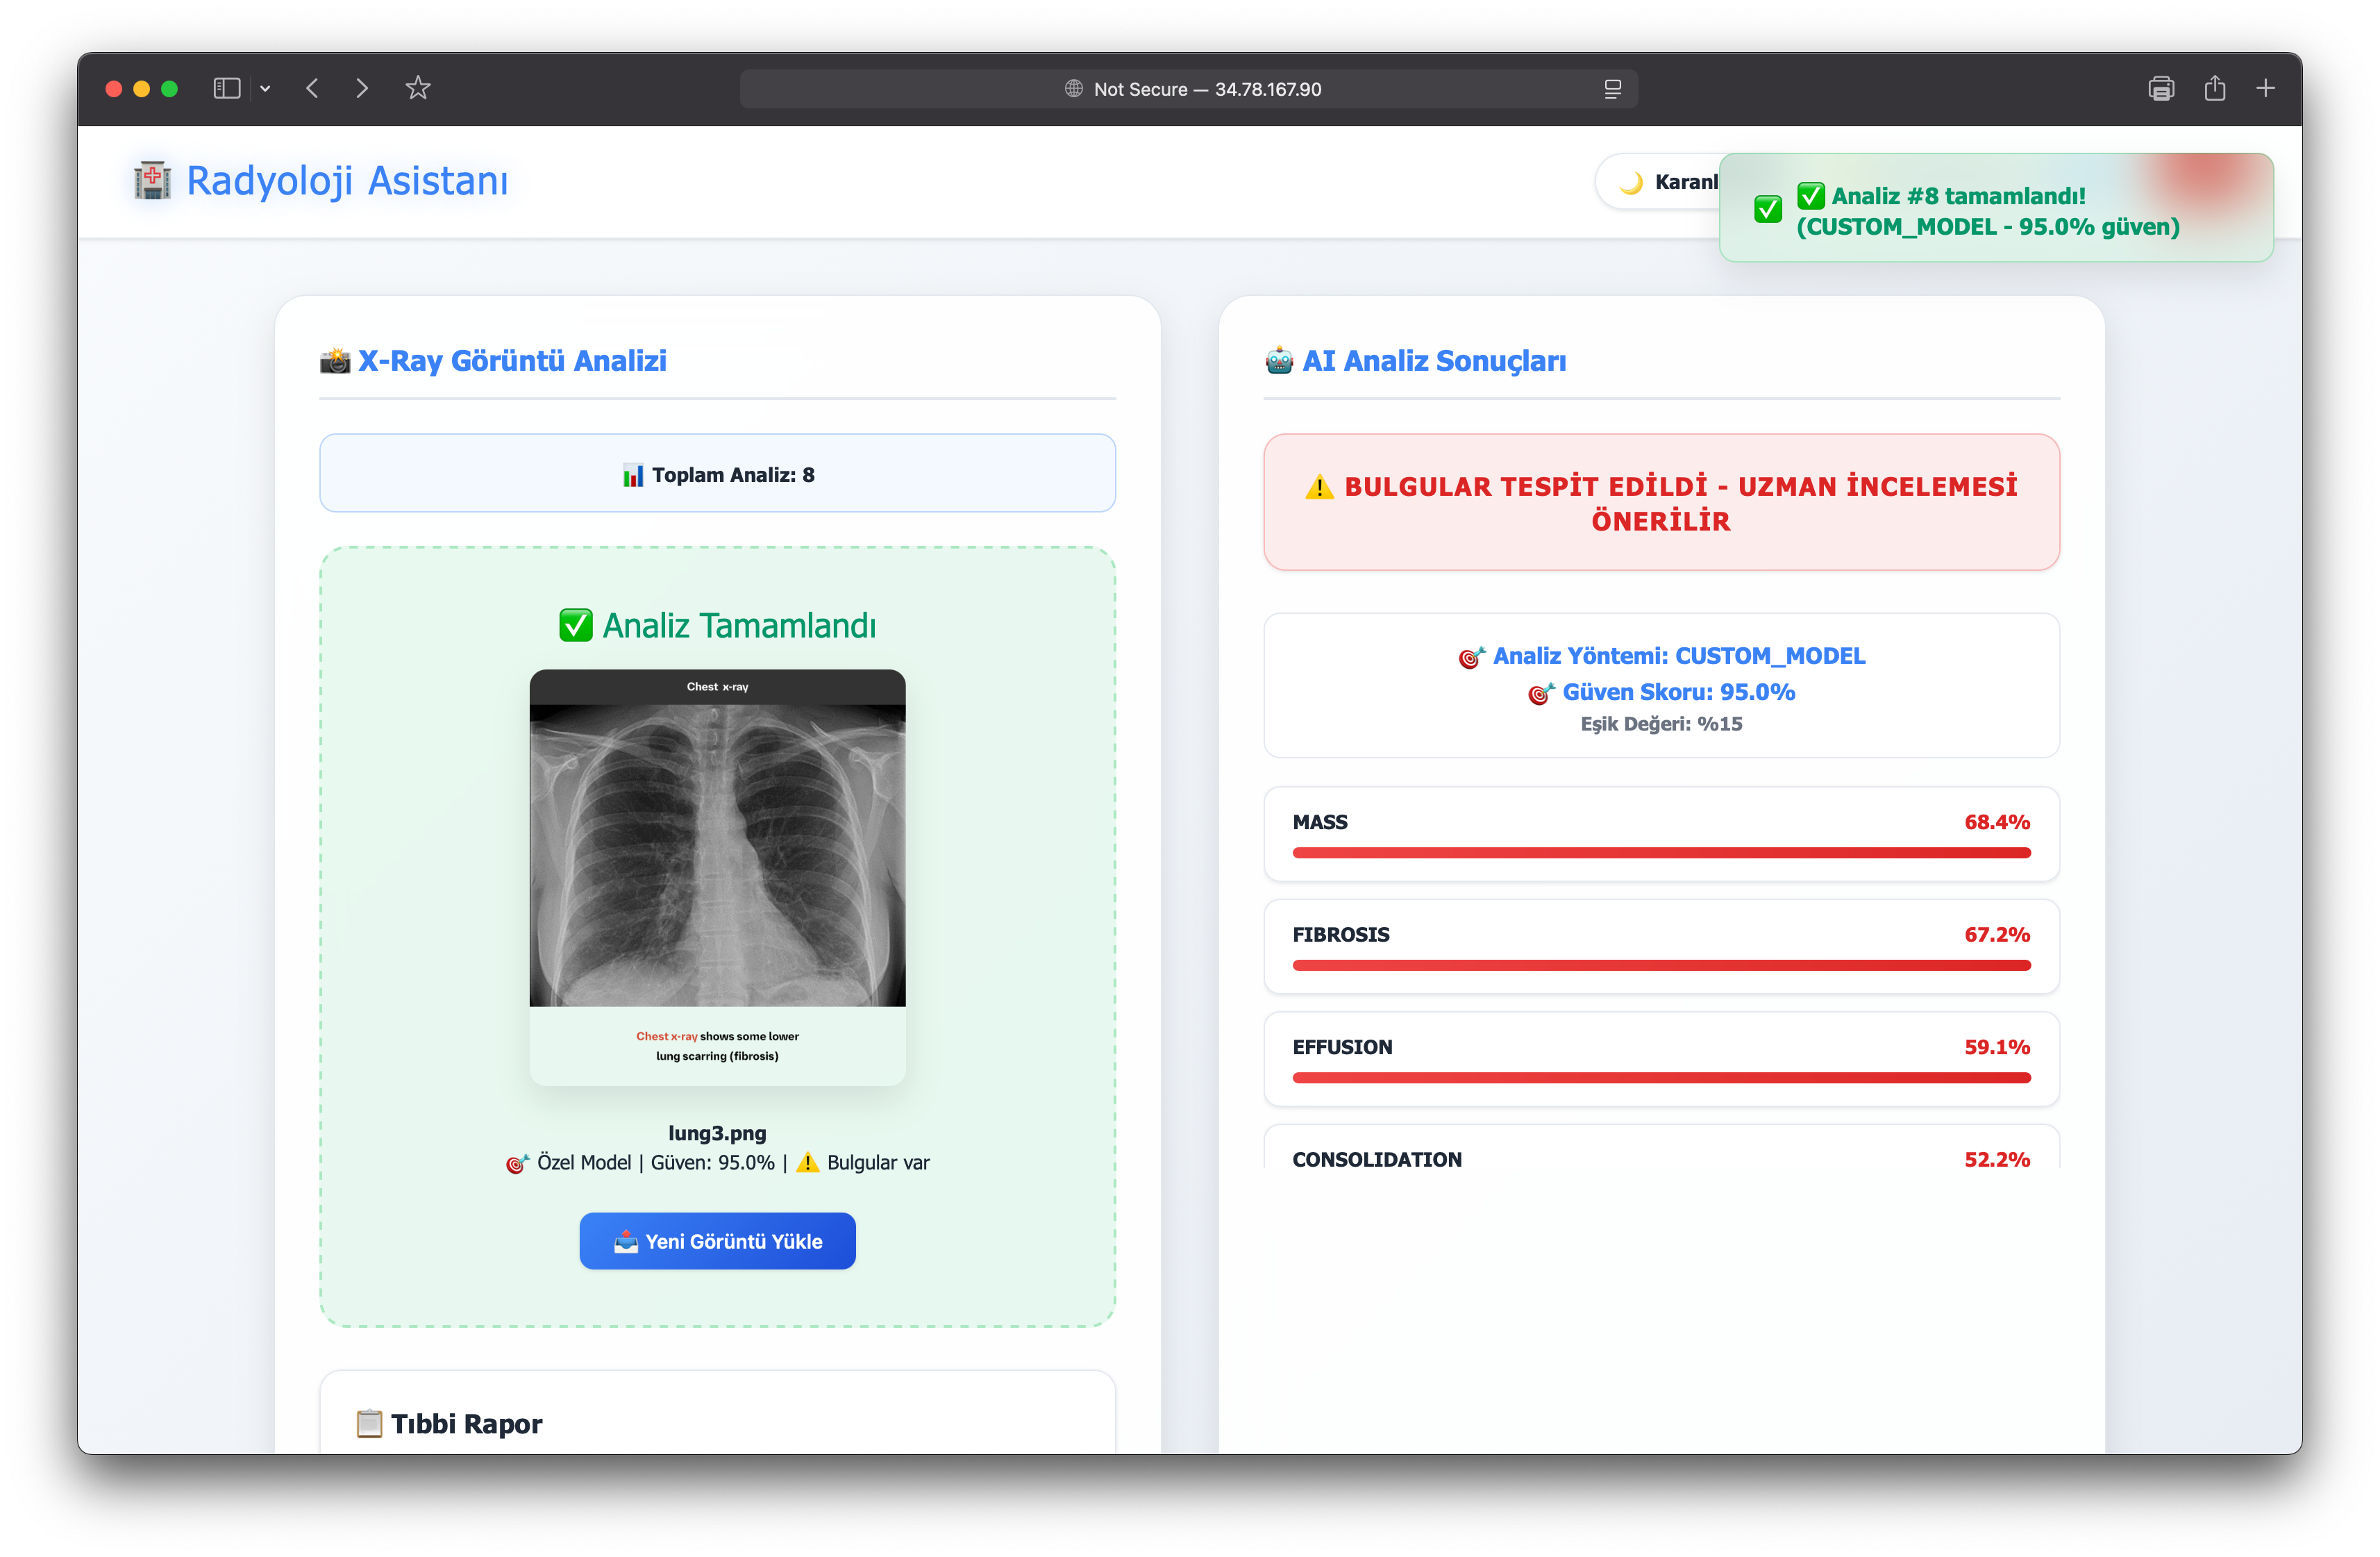 Not Secure — 34.78.167.90
🏥 Radyoloji Asistanı
🌙 Karanl
✅ ✅ Analiz #8 tamamlandı!
(CUSTOM_MODEL - 95.0% güven)
📸 X-Ray Görüntü Analizi
📊 Toplam Analiz: 8
✅ Analiz Tamamlandı
Chest x-ray
Chest x-ray shows some lower
lung scarring (fibrosis)
lung3.png
🎯 Özel Model | Güven: 95.0% | ⚠️ Bulgular var
📤 Yeni Görüntü Yükle
📋 Tıbbi Rapor
🤖 AI Analiz Sonuçları
⚠️ BULGULAR TESPİT EDİLDİ - UZMAN İNCELEMESİ
ÖNERİLİR
🎯 Analiz Yöntemi: CUSTOM_MODEL
🎯 Güven Skoru: 95.0%
Eşik Değeri: %15
MASS 68.4%
FIBROSIS 67.2%
EFFUSION 59.1%
CONSOLIDATION 52.2%